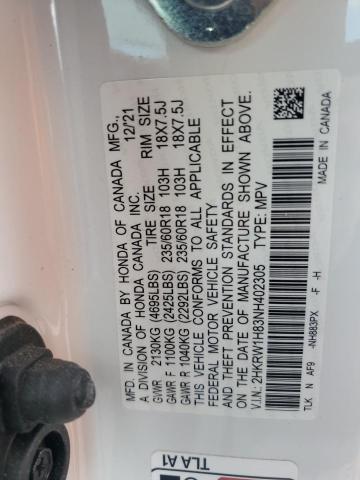 MFD. IN CANADA BY HONDA OF CANADA MFG.,
A DIVISION OF HONDA CANADA INC. 12/21
TIRE SIZE RIM SIZE
GVWR 2130KG (4695LBS)
GAWR F 1100KG (2425LBS) 235/60R18 103H 18X7.5J
GAWR R 1040KG (2292LBS) 235/60R18 103H 18X7.5J
THIS VEHICLE CONFORMS TO ALL APPLICABLE
FEDERAL MOTOR VEHICLE SAFETY
AND THEFT PREVENTION STANDARDS IN EFFECT
ON THE DATE OF MANUFACTURE SHOWN ABOVE.
V.I.N.: 2HKRW1H83NH402305 TYPE: MPV
TLK N AF9 -NH883PX -F -H MADE IN CANADA
TLA A1